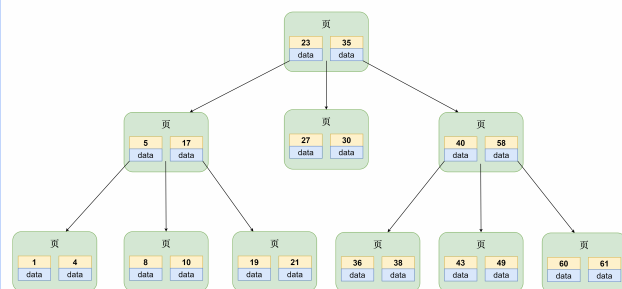 页
23 35
data data
页
5 17
data data
页
27 30
data data
页
40 58
data data
页
1 4
data data
页
8 10
data data
页
19 21
data data
页
36 38
data data
页
43 49
data data
页
60 61
data data